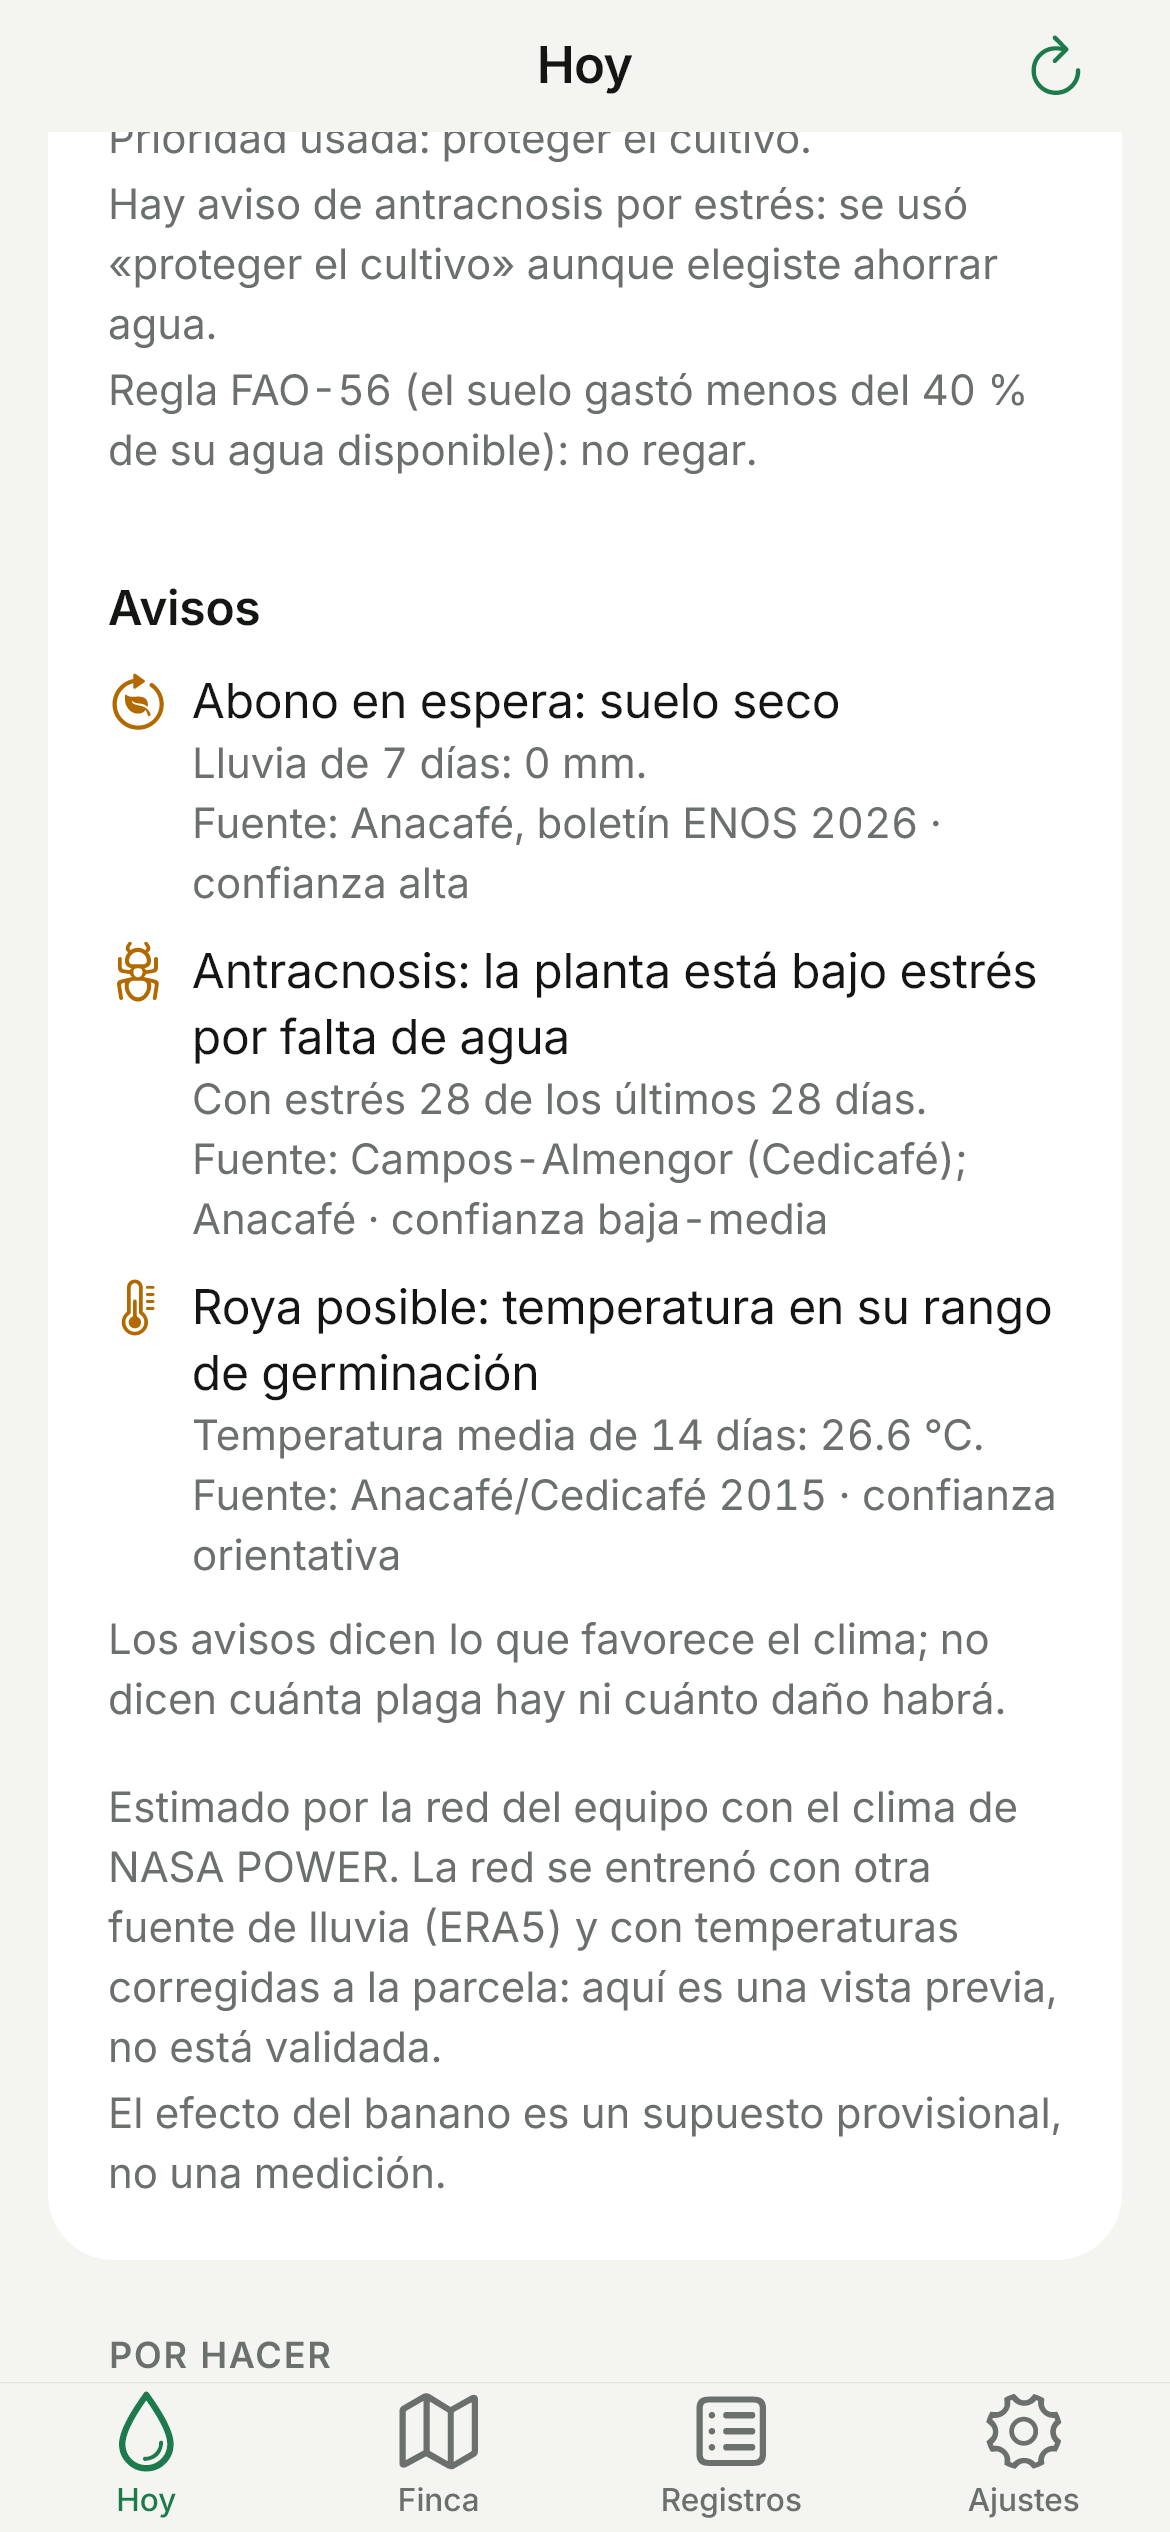 Hoy
Prioridad usada: proteger el cultivo.
Hay aviso de antracnosis por estrés: se usó
«proteger el cultivo» aunque elegiste ahorrar
agua.
Regla FAO-56 (el suelo gastó menos del 40 %
de su agua disponible): no regar.
Avisos
Abono en espera: suelo seco
Lluvia de 7 días: 0 mm.
Fuente: Anacafé, boletín ENOS 2026 ·
confianza alta
Antracnosis: la planta está bajo estrés
por falta de agua
Con estrés 28 de los últimos 28 días.
Fuente: Campos-Almengor (Cedicafé);
Anacafé · confianza baja-media
Roya posible: temperatura en su rango
de germinación
Temperatura media de 14 días: 26.6 °C.
Fuente: Anacafé/Cedicafé 2015 · confianza
orientativa
Los avisos dicen lo que favorece el clima; no
dicen cuánta plaga hay ni cuánto daño habrá.
Estimado por la red del equipo con el clima de
NASA POWER. La red se entrenó con otra
fuente de lluvia (ERA5) y con temperaturas
corregidas a la parcela: aquí es una vista previa,
no está validada.
El efecto del banano es un supuesto provisional,
no una medición.
POR HACER
Hoy
Finca
Registros
Ajustes